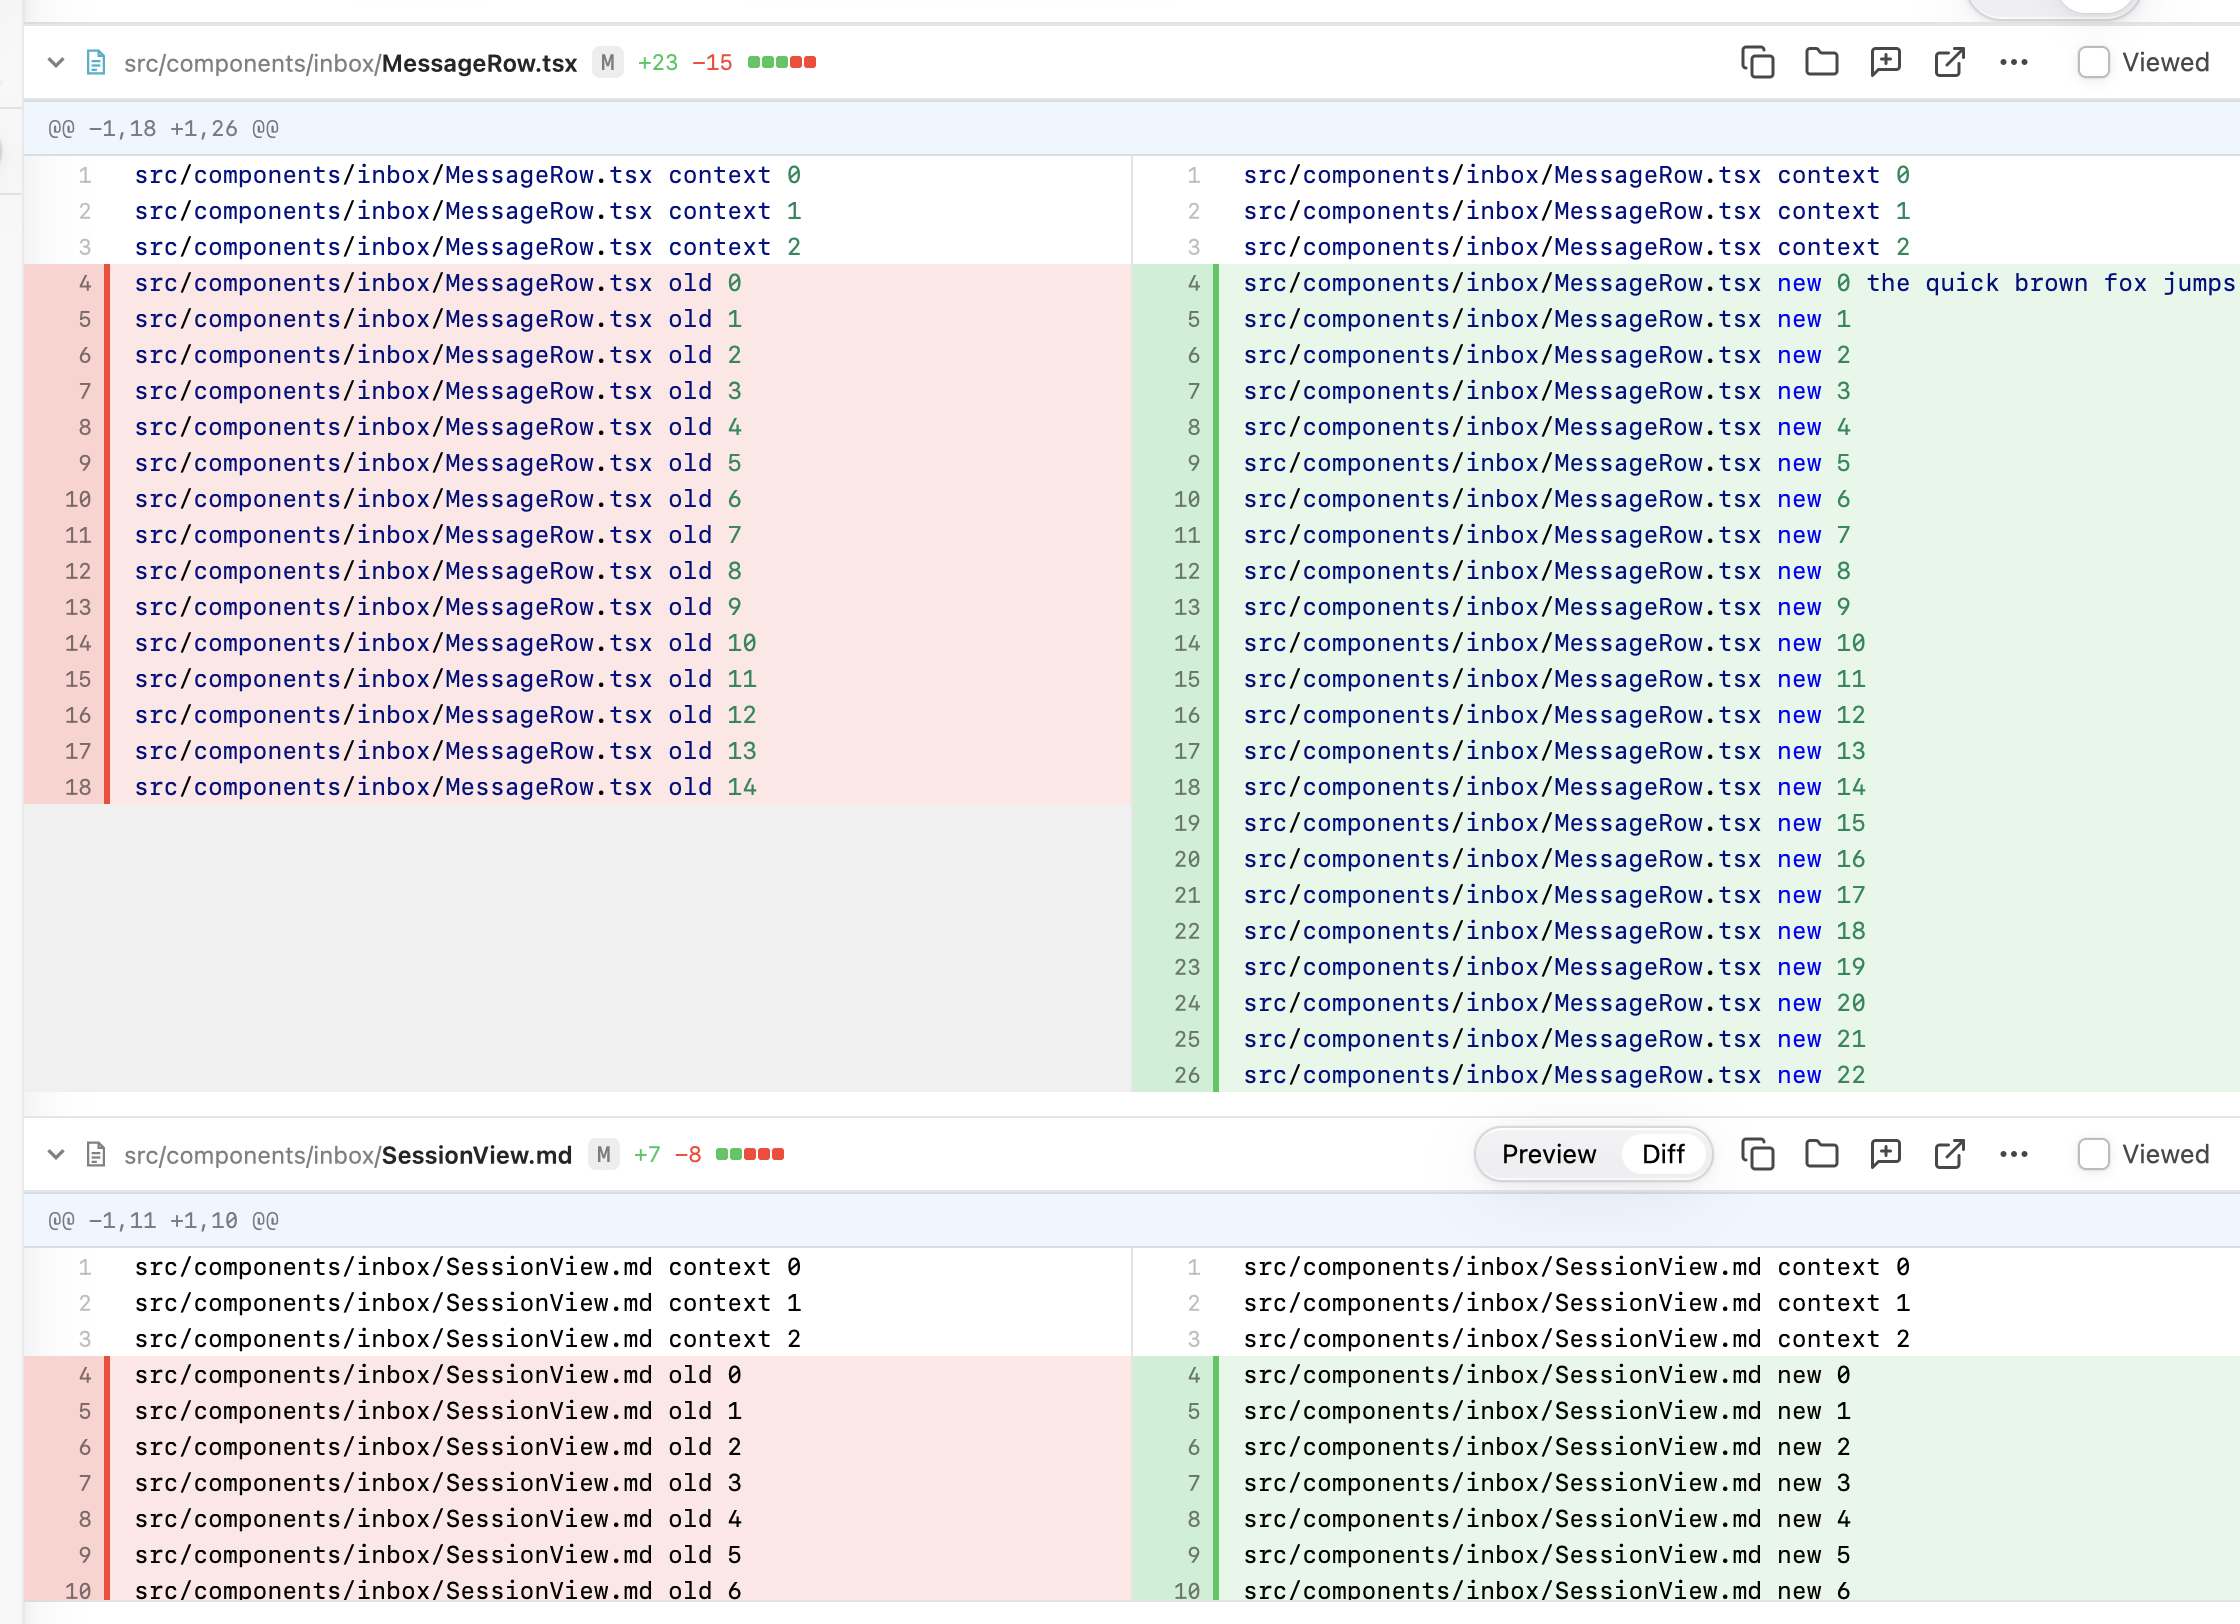 src/components/inbox/MessageRow.tsx M +23 −15 Viewed
@@ −1,18 +1,26 @@
1 src/components/inbox/MessageRow.tsx context 0 1 src/components/inbox/MessageRow.tsx context 0
2 src/components/inbox/MessageRow.tsx context 1 2 src/components/inbox/MessageRow.tsx context 1
3 src/components/inbox/MessageRow.tsx context 2 3 src/components/inbox/MessageRow.tsx context 2
4 src/components/inbox/MessageRow.tsx old 0 4 src/components/inbox/MessageRow.tsx new 0 the quick brown fox jumps
5 src/components/inbox/MessageRow.tsx old 1 5 src/components/inbox/MessageRow.tsx new 1
6 src/components/inbox/MessageRow.tsx old 2 6 src/components/inbox/MessageRow.tsx new 2
7 src/components/inbox/MessageRow.tsx old 3 7 src/components/inbox/MessageRow.tsx new 3
8 src/components/inbox/MessageRow.tsx old 4 8 src/components/inbox/MessageRow.tsx new 4
9 src/components/inbox/MessageRow.tsx old 5 9 src/components/inbox/MessageRow.tsx new 5
10 src/components/inbox/MessageRow.tsx old 6 10 src/components/inbox/MessageRow.tsx new 6
11 src/components/inbox/MessageRow.tsx old 7 11 src/components/inbox/MessageRow.tsx new 7
12 src/components/inbox/MessageRow.tsx old 8 12 src/components/inbox/MessageRow.tsx new 8
13 src/components/inbox/MessageRow.tsx old 9 13 src/components/inbox/MessageRow.tsx new 9
14 src/components/inbox/MessageRow.tsx old 10 14 src/components/inbox/MessageRow.tsx new 10
15 src/components/inbox/MessageRow.tsx old 11 15 src/components/inbox/MessageRow.tsx new 11
16 src/components/inbox/MessageRow.tsx old 12 16 src/components/inbox/MessageRow.tsx new 12
17 src/components/inbox/MessageRow.tsx old 13 17 src/components/inbox/MessageRow.tsx new 13
18 src/components/inbox/MessageRow.tsx old 14 18 src/components/inbox/MessageRow.tsx new 14
19 src/components/inbox/MessageRow.tsx new 15
20 src/components/inbox/MessageRow.tsx new 16
21 src/components/inbox/MessageRow.tsx new 17
22 src/components/inbox/MessageRow.tsx new 18
23 src/components/inbox/MessageRow.tsx new 19
24 src/components/inbox/MessageRow.tsx new 20
25 src/components/inbox/MessageRow.tsx new 21
26 src/components/inbox/MessageRow.tsx new 22
src/components/inbox/SessionView.md M +7 −8 Preview Diff Viewed
@@ −1,11 +1,10 @@
1 src/components/inbox/SessionView.md context 0 1 src/components/inbox/SessionView.md context 0
2 src/components/inbox/SessionView.md context 1 2 src/components/inbox/SessionView.md context 1
3 src/components/inbox/SessionView.md context 2 3 src/components/inbox/SessionView.md context 2
4 src/components/inbox/SessionView.md old 0 4 src/components/inbox/SessionView.md new 0
5 src/components/inbox/SessionView.md old 1 5 src/components/inbox/SessionView.md new 1
6 src/components/inbox/SessionView.md old 2 6 src/components/inbox/SessionView.md new 2
7 src/components/inbox/SessionView.md old 3 7 src/components/inbox/SessionView.md new 3
8 src/components/inbox/SessionView.md old 4 8 src/components/inbox/SessionView.md new 4
9 src/components/inbox/SessionView.md old 5 9 src/components/inbox/SessionView.md new 5
10 src/components/inbox/SessionView.md old 6 10 src/components/inbox/SessionView.md new 6